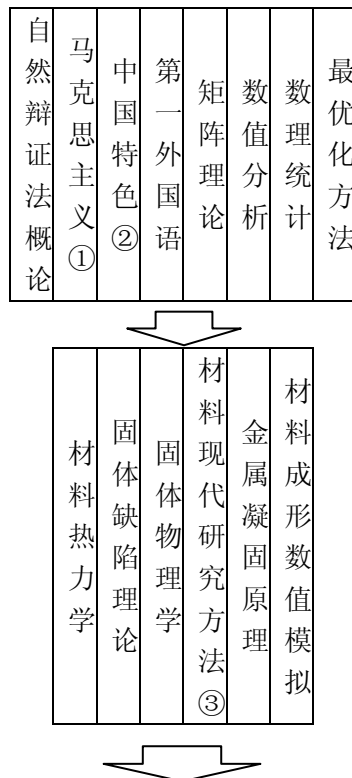 自然辩证法概论
马克思主义①
中国特色②
第一外国语
矩阵理论
数值分析
数理统计
最优化方法
材料热力学
固体缺陷理论
固体物理学
材料现代研究方法③
金属凝固原理
材料成形数值模拟